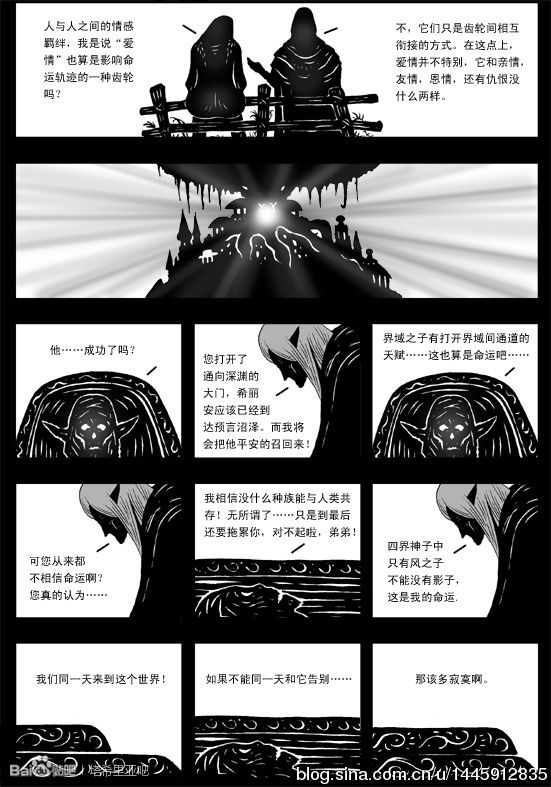 人与人之间的情感
羁绊，我是说“爱
情”也算是影响命
运轨迹的一种齿轮
吗？
不，它们只是齿轮间相互
衔接的方式。在这点上，
爱情并不特别，它和亲情，
友情，恩情，还有仇恨没
什么两样。
他……成功了吗？
您打开了
通向深渊的
大门，希丽
安应该已经到
达预言沼泽。而我将
会把他平安的召回来！
界域之子有打开界域间通道的
天赋……这也算是命运吧……
可您从来都
不相信命运啊？
您真的认为……
我相信没什么种族能与人类共
存！无所谓了……只是到最后
还要拖累你，对不起啦，弟弟！
四界神子中
只有风之子
不能没有影子，
这是我的命运.
我们同一天来到这个世界！
如果不能同一天和它告别……
那该多寂寞啊。
Bai贴吧 塔希里亚吧
blog.sina.com.cn/u/1445912835